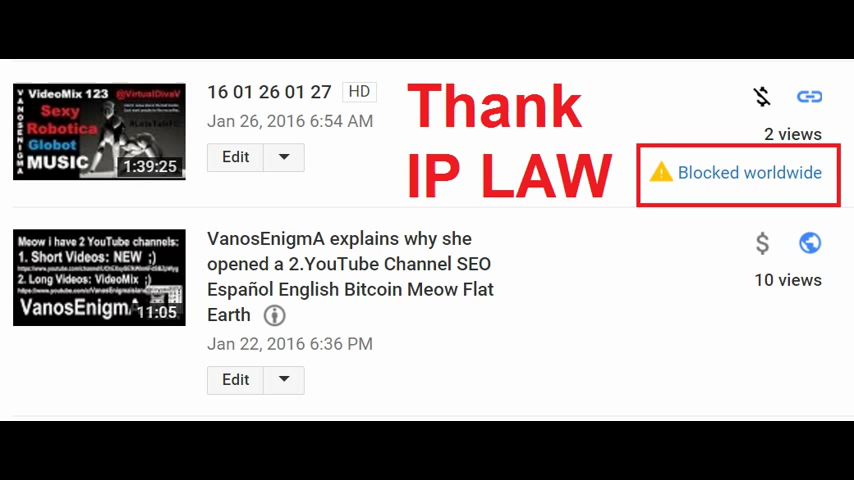 VideoMix 123 @VirtualDivaV
VANOSENIGMA
Sexy
Robotica
Globot
MUSIC
1:39:25
16 01 26 01 27 HD
Jan 26, 2016 6:54 AM
Edit
Thank
IP LAW
2 views
Blocked worldwide
Meow i have 2 YouTube channels:
1. Short Videos: NEW ;)
2. Long Videos: VideoMix ;)
VanosEnigmA
11:05
VanosEnigmA explains why she
opened a 2.YouTube Channel SEO
Español English Bitcoin Meow Flat
Earth
Jan 22, 2016 6:36 PM
Edit
$
10 views